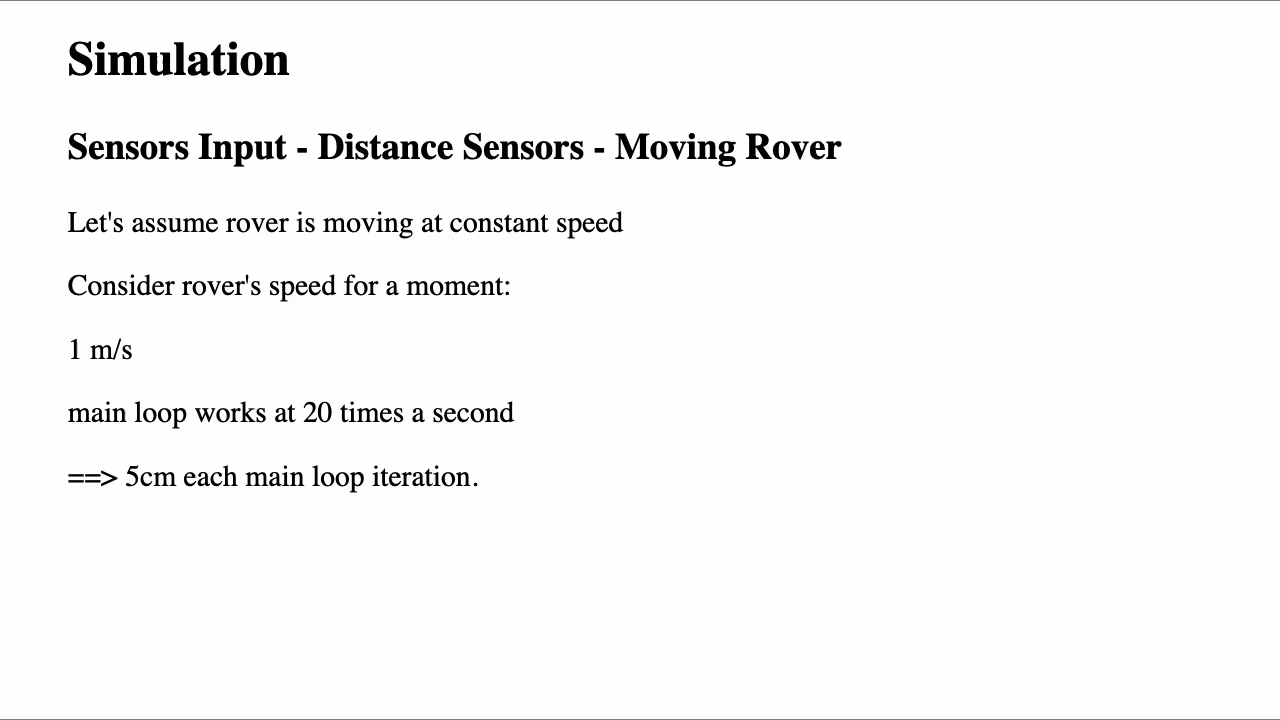 Simulation
Sensors Input - Distance Sensors - Moving Rover
Let's assume rover is moving at constant speed
Consider rover's speed for a moment:
1 m/s
main loop works at 20 times a second
==> 5cm each main loop iteration.